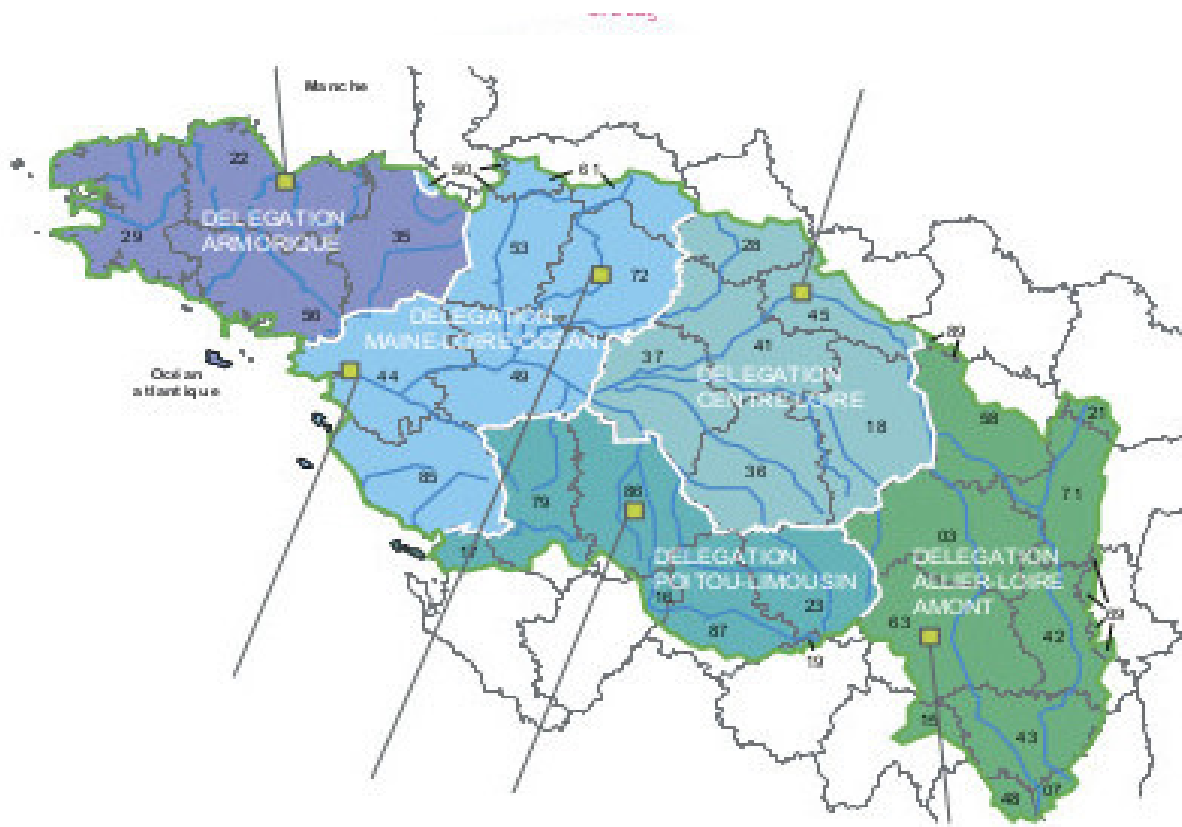 Manche
22
50
61
DELEGATION
ARMORIQUE
29
35
53
28
72
56
45
DELEGATION
MAINE-LOIRE-OCEAN
89
41
37
Océan
atlantique
44
49
DELEGATION
CENTRE-LOIRE
18
58
21
36
85
79
86
71
03
17
DELEGATION
POITOU-LIMOUSIN
DELEGATION
ALLIER-LOIRE
AMONT
16
23
63
87
42
19
15
43
48
07